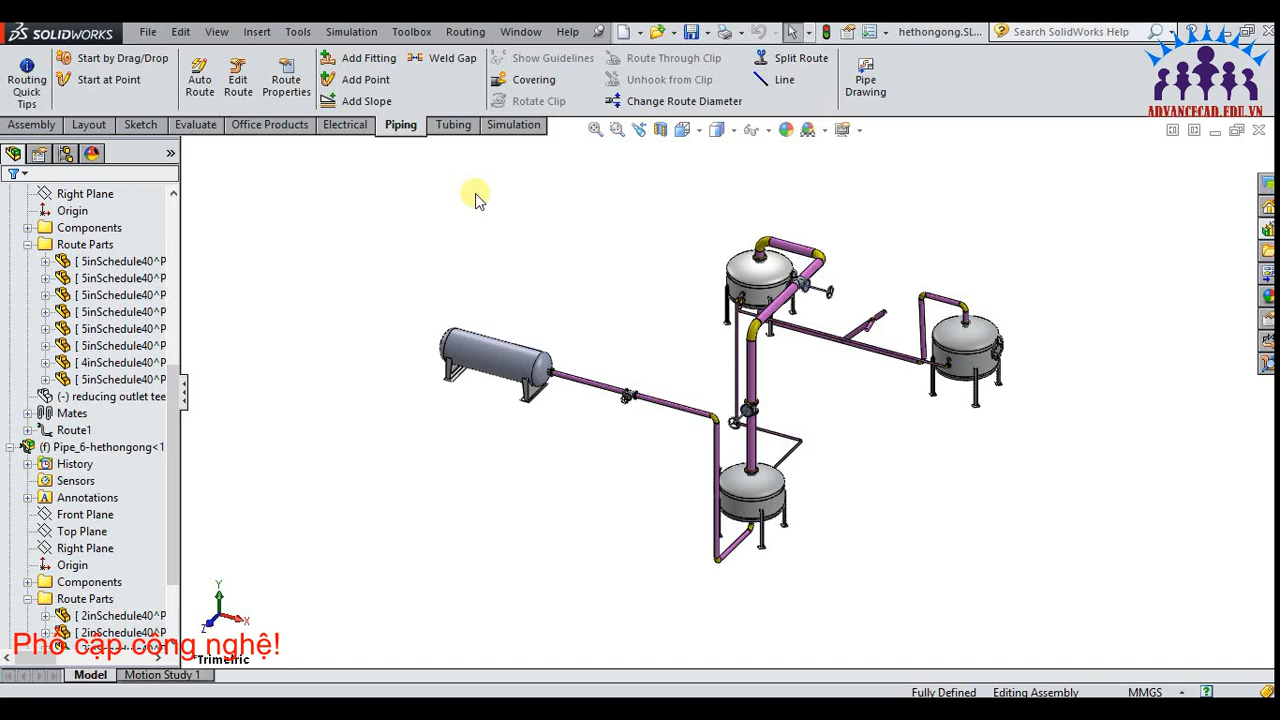 SOLIDWORKS File Edit View Insert Tools Simulation Toolbox Routing Window Help hethongong.SL... Search SolidWorks Help
Routing Quick Tips
Start by Drag/Drop
Start at Point
Auto Route
Edit Route
Route Properties
Add Fitting
Add Point
Add Slope
Weld Gap
Show Guidelines
Covering
Rotate Clip
Route Through Clip
Unhook from Clip
Change Route Diameter
Split Route
Line
Pipe Drawing
ADVANCECAD.EDU.VN
Assembly Layout Sketch Evaluate Office Products Electrical Piping Tubing Simulation
Right Plane
Origin
Components
Route Parts
[ 5inSchedule40^P
[ 5inSchedule40^P
[ 5inSchedule40^P
[ 5inSchedule40^P
[ 5inSchedule40^P
[ 5inSchedule40^P
[ 4inSchedule40^P
[ 5inSchedule40^P
(-) reducing outlet tee
Mates
Route1
(f) Pipe_6-hethongong<1
History
Sensors
Annotations
Front Plane
Top Plane
Right Plane
Origin
Components
Route Parts
[ 2inSchedule40^P
[ 2inSchedule40^P
Phổ cập công nghệ!
Y
X
Z
*Trimetric
Model Motion Study 1
Fully Defined Editing Assembly MMGS